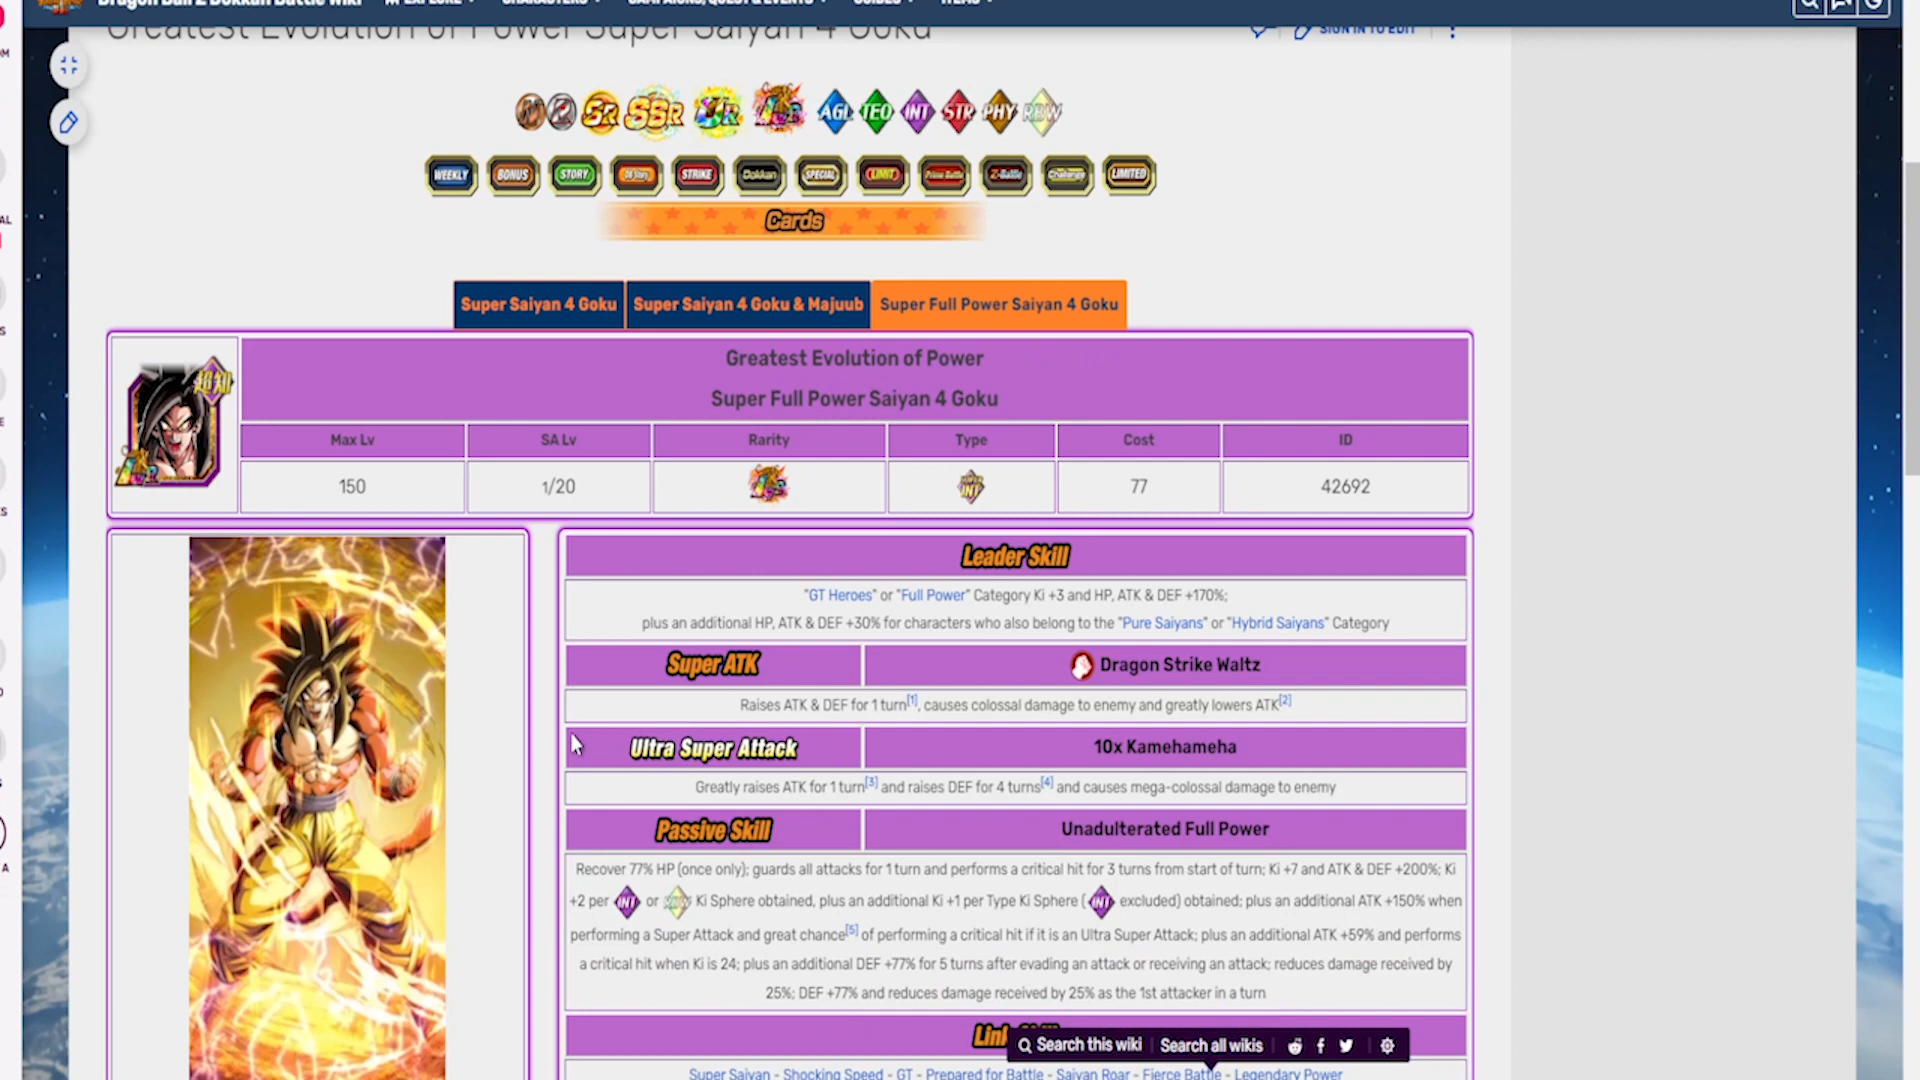 Greatest Evolution of Power Super Saiyan 4 Goku
SIGN IN TO EDIT
N R SR SSR UR LR AGL TEQ INT STR PHY RBW
WEEKLY BONUS STORY DB Story STRIKE Dokkan SPECIAL LIMIT Prime Battle Z-Battle Challenge LIMITED
Cards
Super Saiyan 4 Goku Super Saiyan 4 Goku & Majuub Super Full Power Saiyan 4 Goku
超知
LR
Greatest Evolution of Power
Super Full Power Saiyan 4 Goku
Max Lv SA Lv Rarity Type Cost ID
150 1/20 LR SUPER INT 77 42692
Leader Skill
"GT Heroes" or "Full Power" Category Ki +3 and HP, ATK & DEF +170%;
plus an additional HP, ATK & DEF +30% for characters who also belong to the "Pure Saiyans" or "Hybrid Saiyans" Category
Super ATK Dragon Strike Waltz
Raises ATK & DEF for 1 turn[1], causes colossal damage to enemy and greatly lowers ATK[2]
Ultra Super Attack 10x Kamehameha
Greatly raises ATK for 1 turn[3] and raises DEF for 4 turns[4] and causes mega-colossal damage to enemy
Passive Skill Unadulterated Full Power
Recover 77% HP (once only); guards all attacks for 1 turn and performs a critical hit for 3 turns from start of turn; Ki +7 and ATK & DEF +200%; Ki
+2 per INT or RBW Ki Sphere obtained, plus an additional Ki +1 per Type Ki Sphere (INT excluded) obtained; plus an additional ATK +150% when
performing a Super Attack and great chance[5] of performing a critical hit if it is an Ultra Super Attack; plus an additional ATK +59% and performs
a critical hit when Ki is 24; plus an additional DEF +77% for 5 turns after evading an attack or receiving an attack; reduces damage received by
25%; DEF +77% and reduces damage received by 25% as the 1st attacker in a turn
Search this wiki Search all wikis
Super Saiyan - Shocking Speed - GT - Prepared for Battle - Saiyan Roar - Fierce Battle - Legendary Power